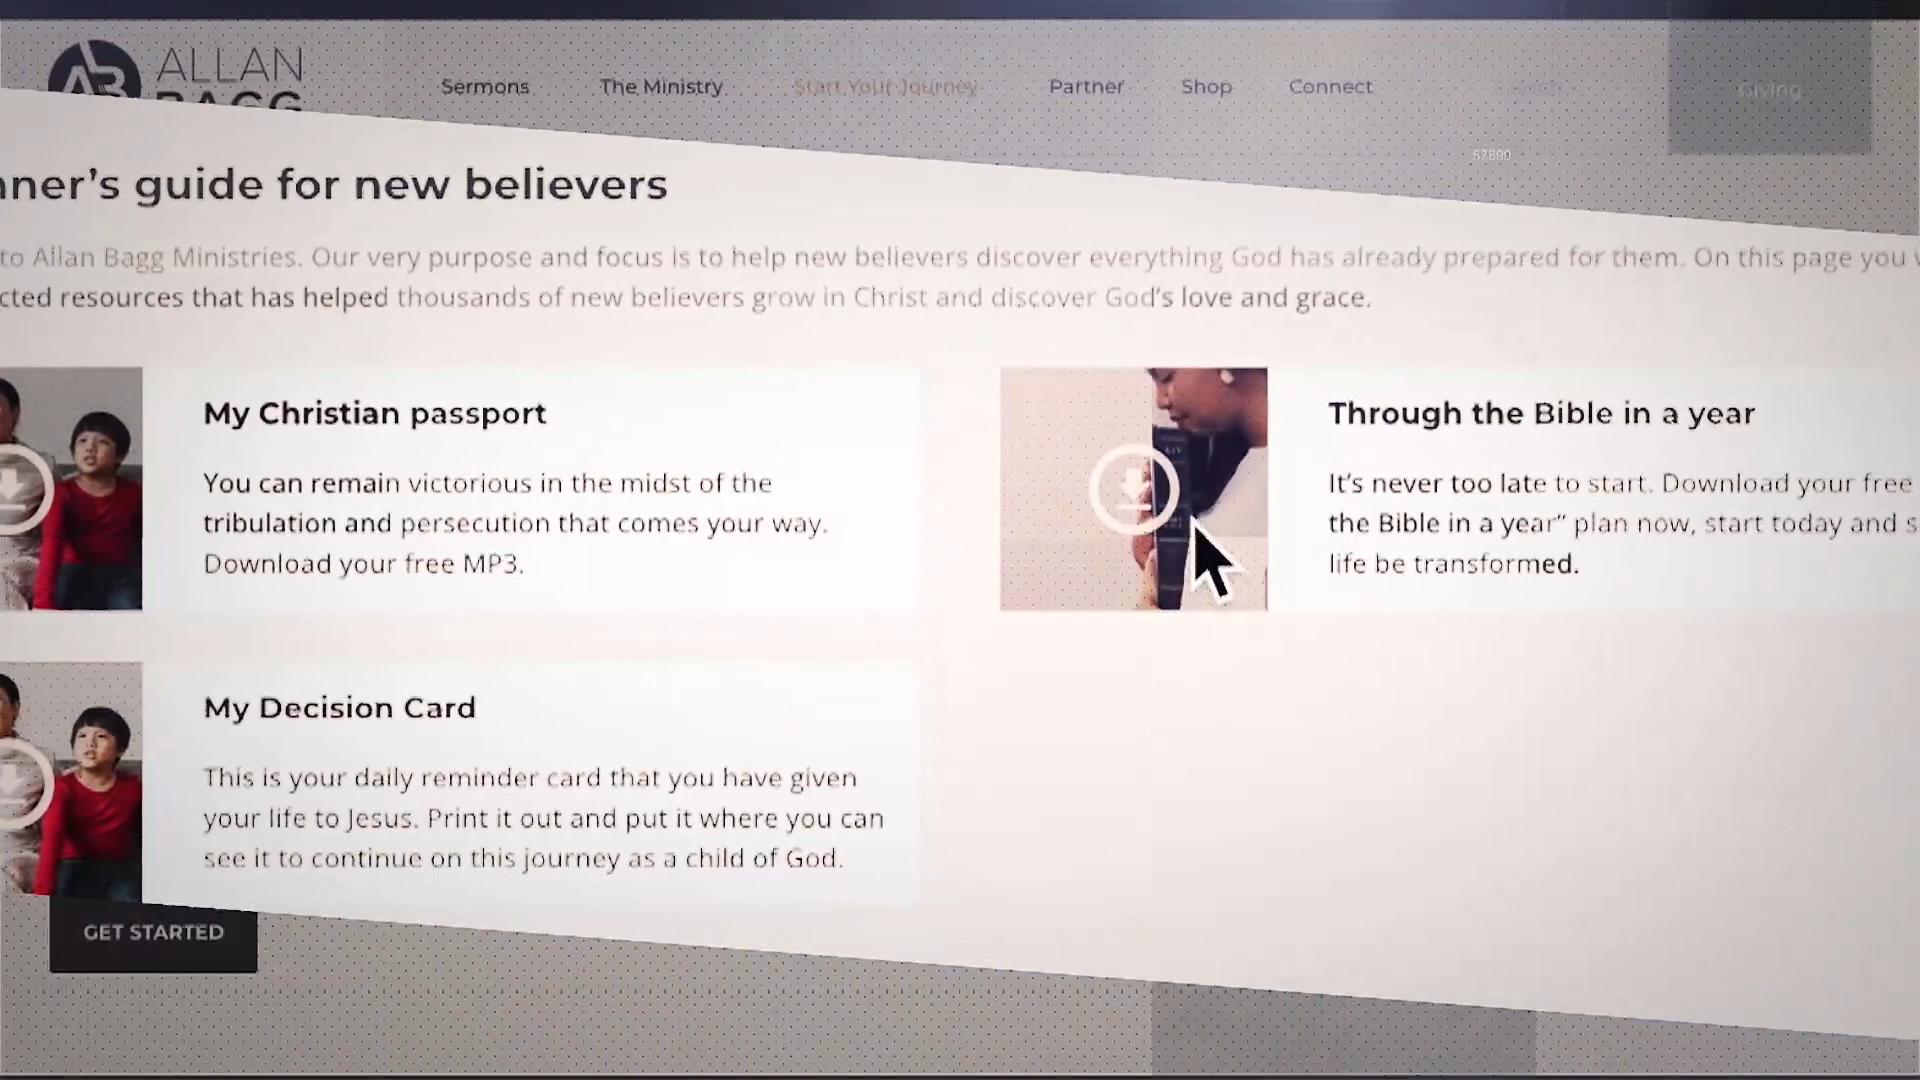 ALLAN
BAGG
Sermons The Ministry Start Your Journey Partner Shop Connect Giving
67899
nner's guide for new believers
to Allan Bagg Ministries. Our very purpose and focus is to help new believers discover everything God has already prepared for them. On this page you
cted resources that has helped thousands of new believers grow in Christ and discover God's love and grace.
My Christian passport
You can remain victorious in the midst of the
tribulation and persecution that comes your way.
Download your free MP3.
Through the Bible in a year
It's never too late to start. Download your free
the Bible in a year" plan now, start today and s
life be transformed.
My Decision Card
This is your daily reminder card that you have given
your life to Jesus. Print it out and put it where you can
see it to continue on this journey as a child of God.
GET STARTED